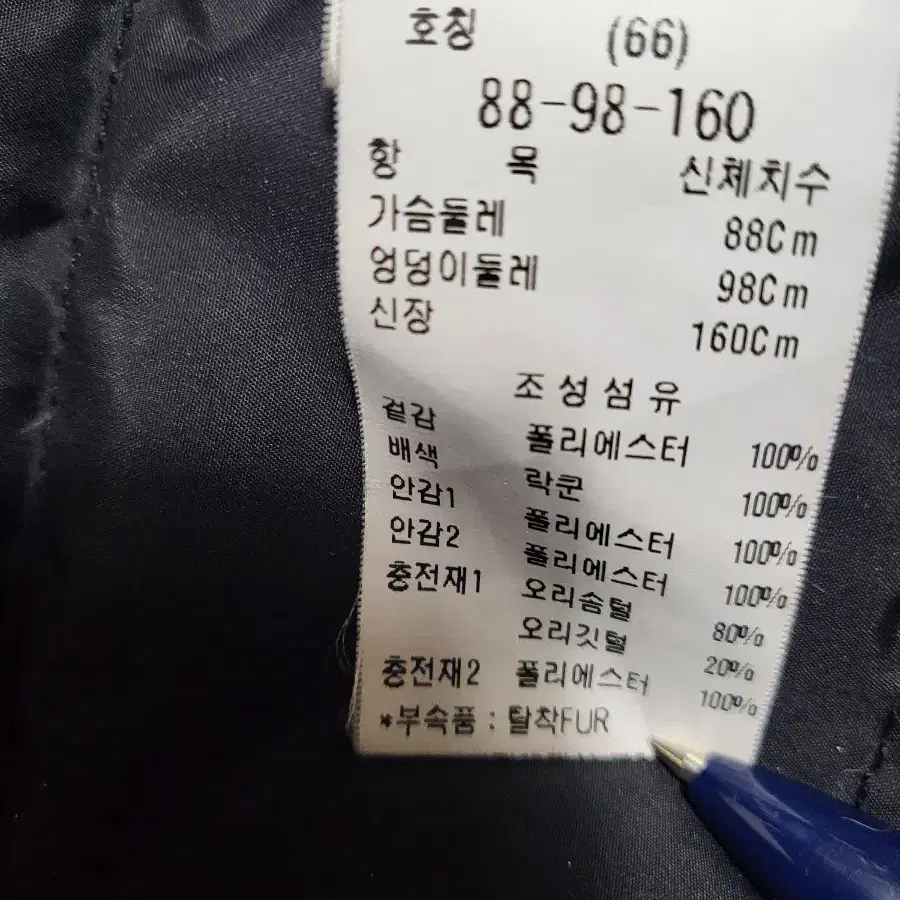 호칭 (66)
88-98-160
항 목 신체치수
가슴둘레 88Cm
엉덩이둘레 98Cm
신장 160Cm
조성섬유
겉감 폴리에스터 100%
배색 락쿤 100%
안감1 폴리에스터 100%
안감2 폴리에스터 100%
충전재1 오리솜털 80%
오리깃털 20%
충전재2 폴리에스터 100%
*부속품 : 탈착FUR